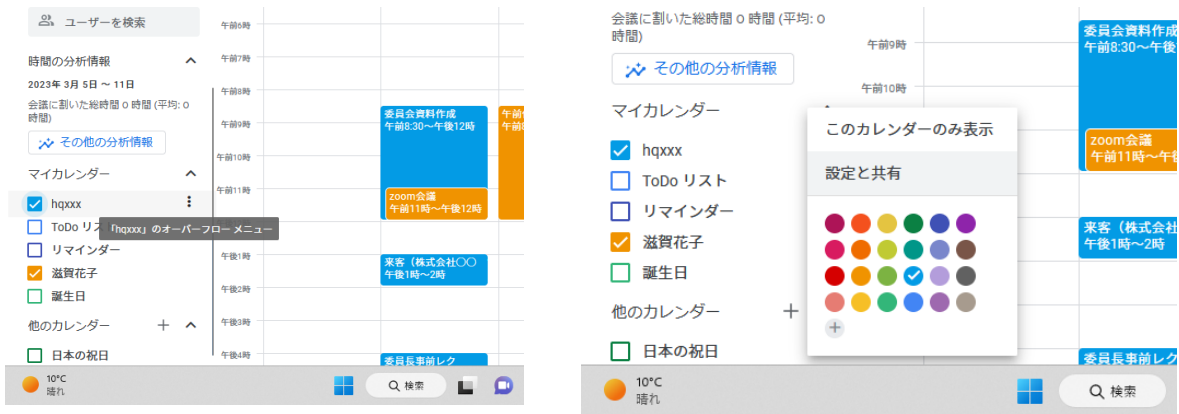 ユーザーを検索
時間の分析情報
2023年 3月 5日 ～ 11日
会議に割いた総時間 0 時間 (平均: 0
時間)
その他の分析情報
マイカレンダー
hqxxx
「hqxxx」のオーバーフロー メニュー
ToDo リス
リマインダー
滋賀花子
誕生日
他のカレンダー
日本の祝日
午前6時
午前7時
午前8時
午前9時
午前10時
午前11時
午後1時
午後2時
午後3時
午後4時
委員会資料作成
午前8:30～午後12時
zoom会議
午前11時～午後12時
来客（株式会社〇〇
午後1時～2時
委員長事前レク
10°C
晴れ
検索
会議に割いた総時間 0 時間 (平均: 0
時間)
その他の分析情報
マイカレンダー
hqxxx
ToDo リスト
リマインダー
滋賀花子
誕生日
他のカレンダー
日本の祝日
午前9時
午前10時
このカレンダーのみ表示
設定と共有
委員会資料作成
午前8:30～午後
zoom会議
午前11時～午後
来客（株式会社
午後1時～2時
委員長事前レク
10°C
晴れ
検索